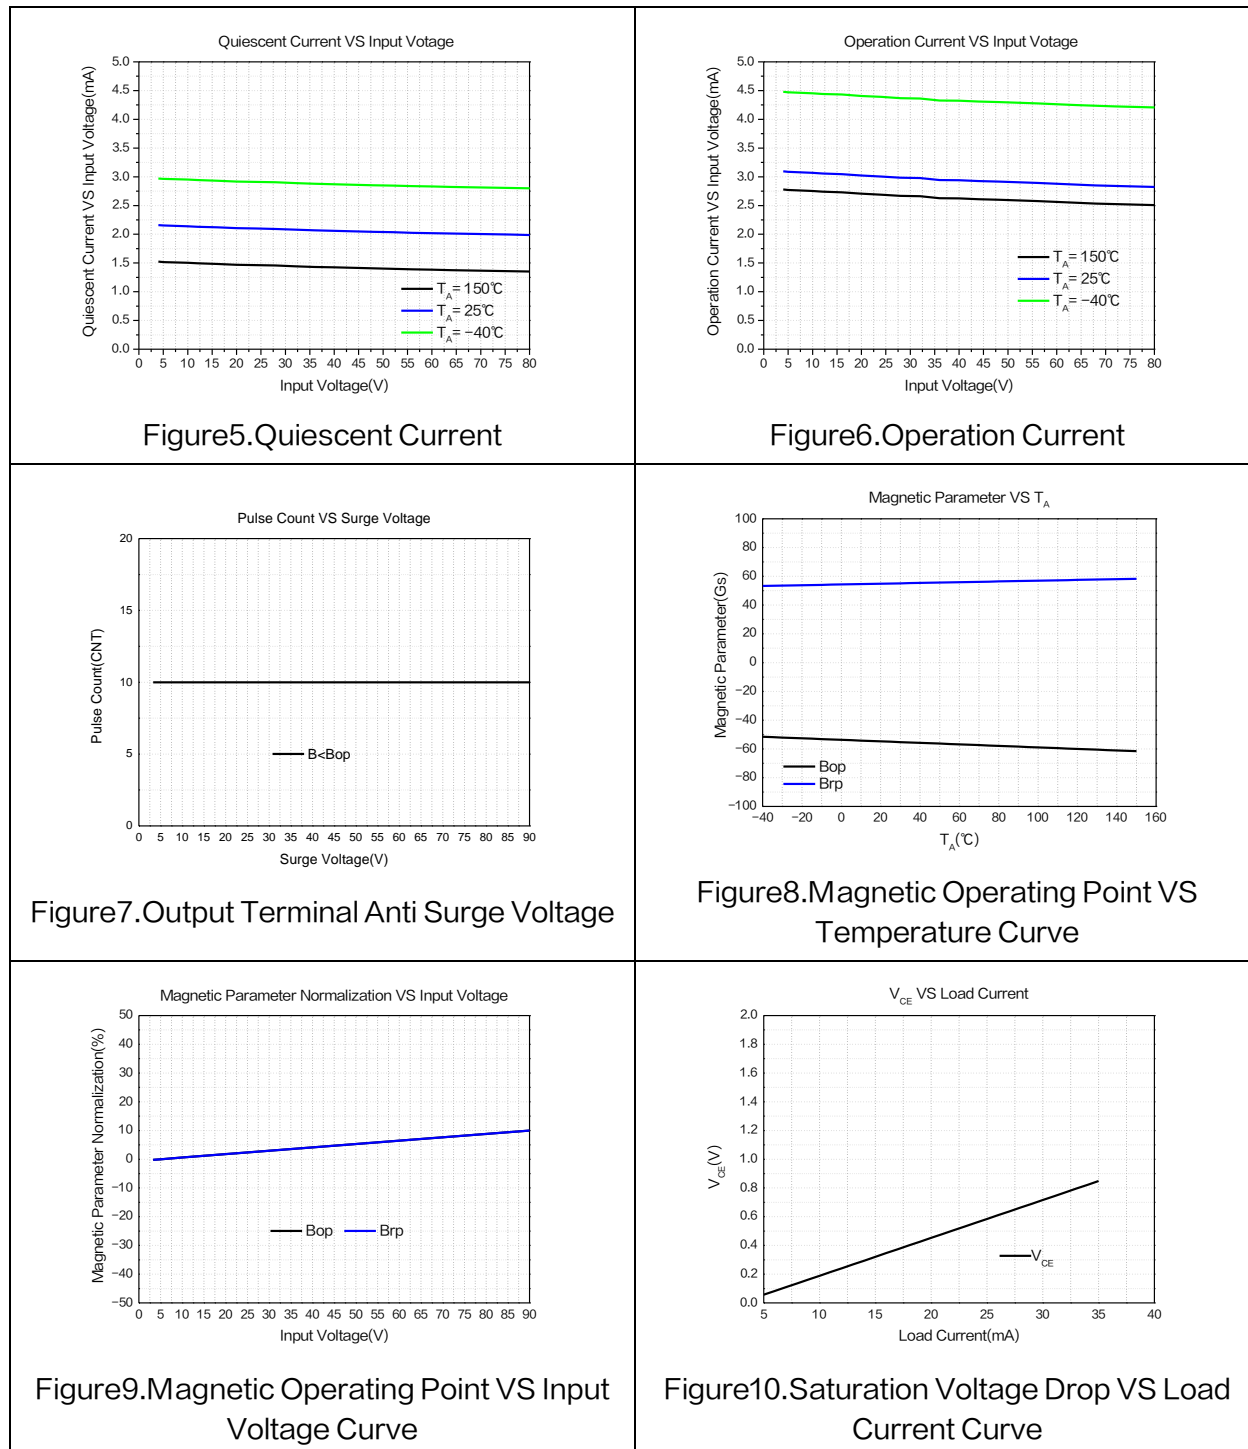 Quiescent Current VS Input Votage
Quiescent Current VS Input Voltage(mA)
5.0
4.5
4.0
3.5
3.0
2.5
2.0
1.5
1.0
0.5
0.0
T_A= 150℃
T_A= 25℃
T_A= −40℃
0 5 10 15 20 25 30 35 40 45 50 55 60 65 70 75 80
Input Voltage(V)
Figure5.Quiescent Current
Operation Current VS Input Votage
Operation Current VS Input Voltage(mA)
5.0
4.5
4.0
3.5
3.0
2.5
2.0
1.5
1.0
0.5
0.0
T_A= 150℃
T_A= 25℃
T_A= −40℃
0 5 10 15 20 25 30 35 40 45 50 55 60 65 70 75 80
Input Voltage(V)
Figure6.Operation Current
Pulse Count VS Surge Voltage
Pulse Count(CNT)
20
15
10
5
0
B<Bop
0 5 10 15 20 25 30 35 40 45 50 55 60 65 70 75 80 85 90
Surge Voltage(V)
Figure7.Output Terminal Anti Surge Voltage
Magnetic Parameter VS T_A
Magnetic Parameter(Gs)
100
80
60
40
20
0
−20
−40
−60
−80
−100
Bop
Brp
−40 −20 0 20 40 60 80 100 120 140 160
T_A(℃)
Figure8.Magnetic Operating Point VS
Temperature Curve
Magnetic Parameter Normalization VS Input Voltage
Magnetic Parameter Normalization(%)
50
40
30
20
10
0
−10
−20
−30
−40
−50
Bop Brp
0 5 10 15 20 25 30 35 40 45 50 55 60 65 70 75 80 85 90
Input Voltage(V)
Figure9.Magnetic Operating Point VS Input
Voltage Curve
V_CE VS Load Current
V_CE(V)
2.0
1.8
1.6
1.4
1.2
1.0
0.8
0.6
0.4
0.2
0.0
V_CE
5 10 15 20 25 30 35 40
Load Current(mA)
Figure10.Saturation Voltage Drop VS Load
Current Curve